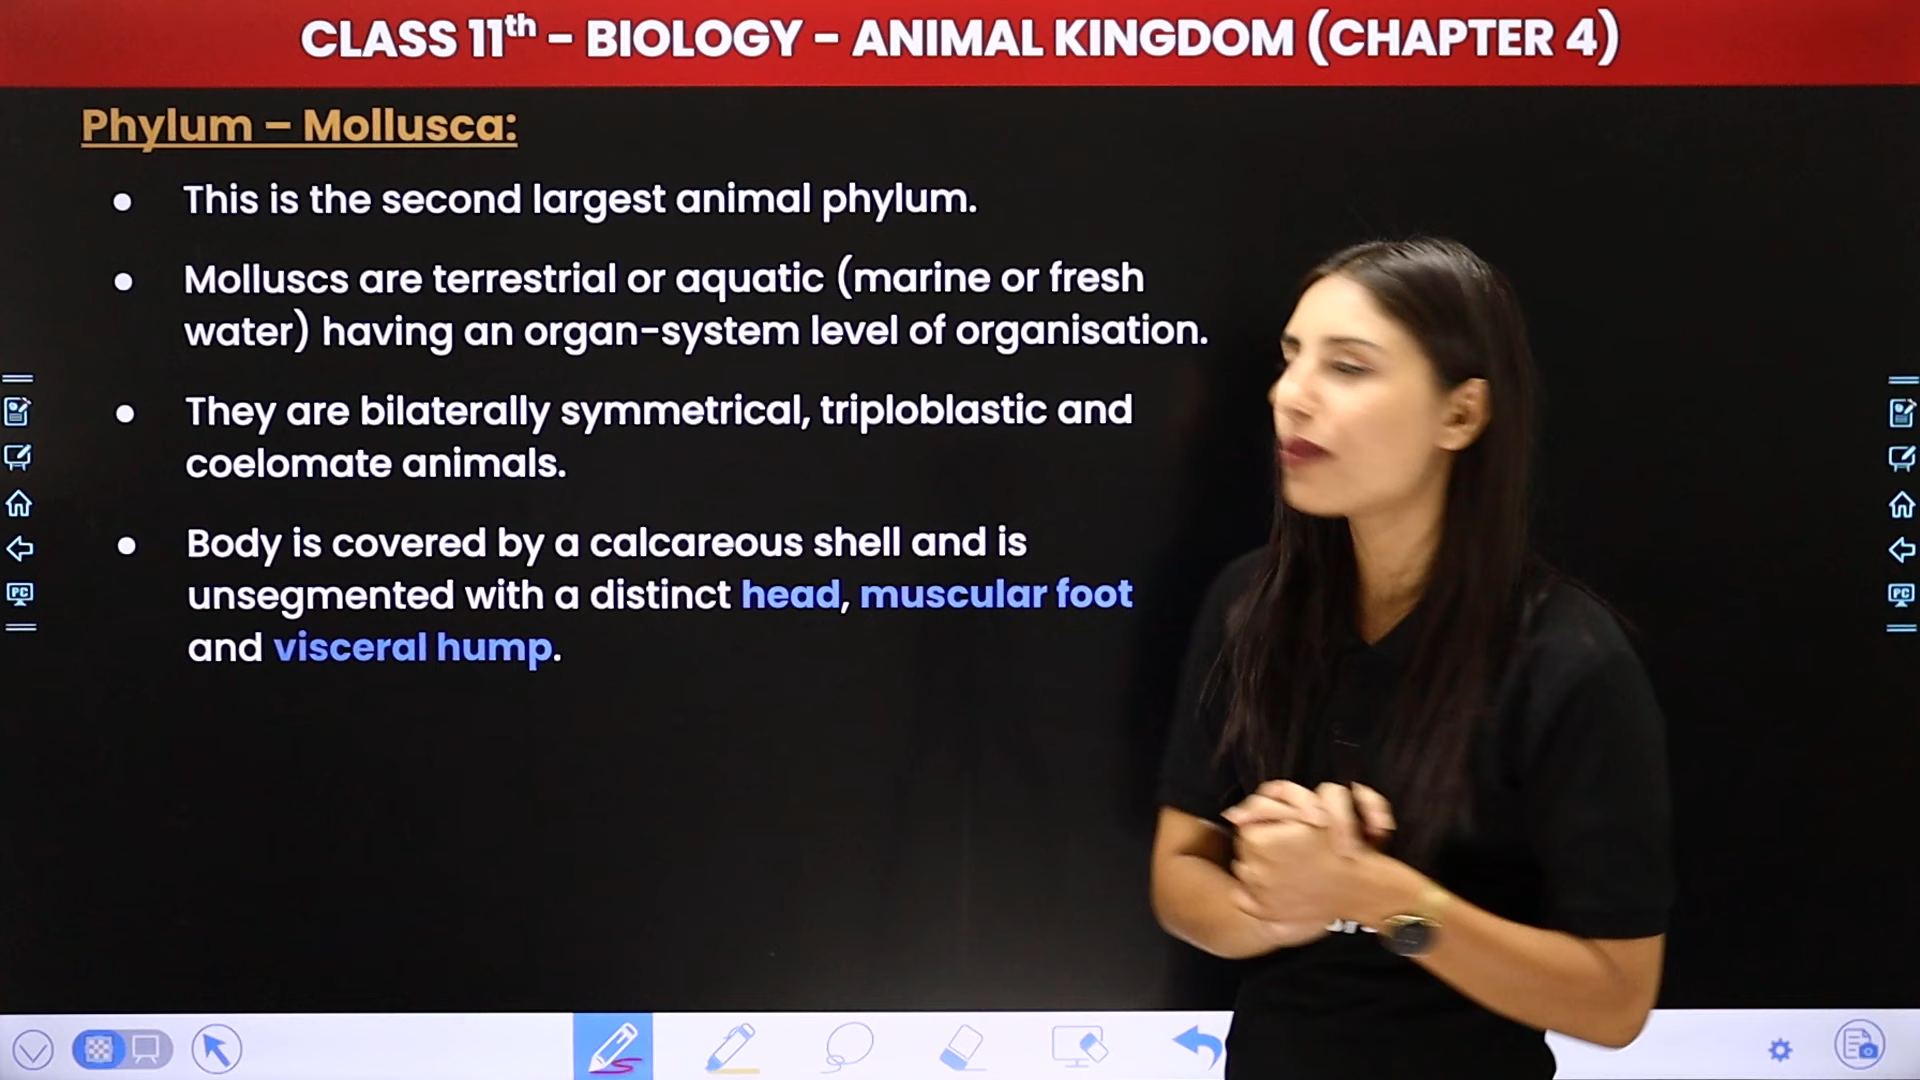 CLASS 11th - BIOLOGY - ANIMAL KINGDOM (CHAPTER 4)
Phylum – Mollusca:
● This is the second largest animal phylum.
● Molluscs are terrestrial or aquatic (marine or fresh
water) having an organ-system level of organisation.
● They are bilaterally symmetrical, triploblastic and
coelomate animals.
● Body is covered by a calcareous shell and is
unsegmented with a distinct head, muscular foot
and visceral hump.
PC
PC